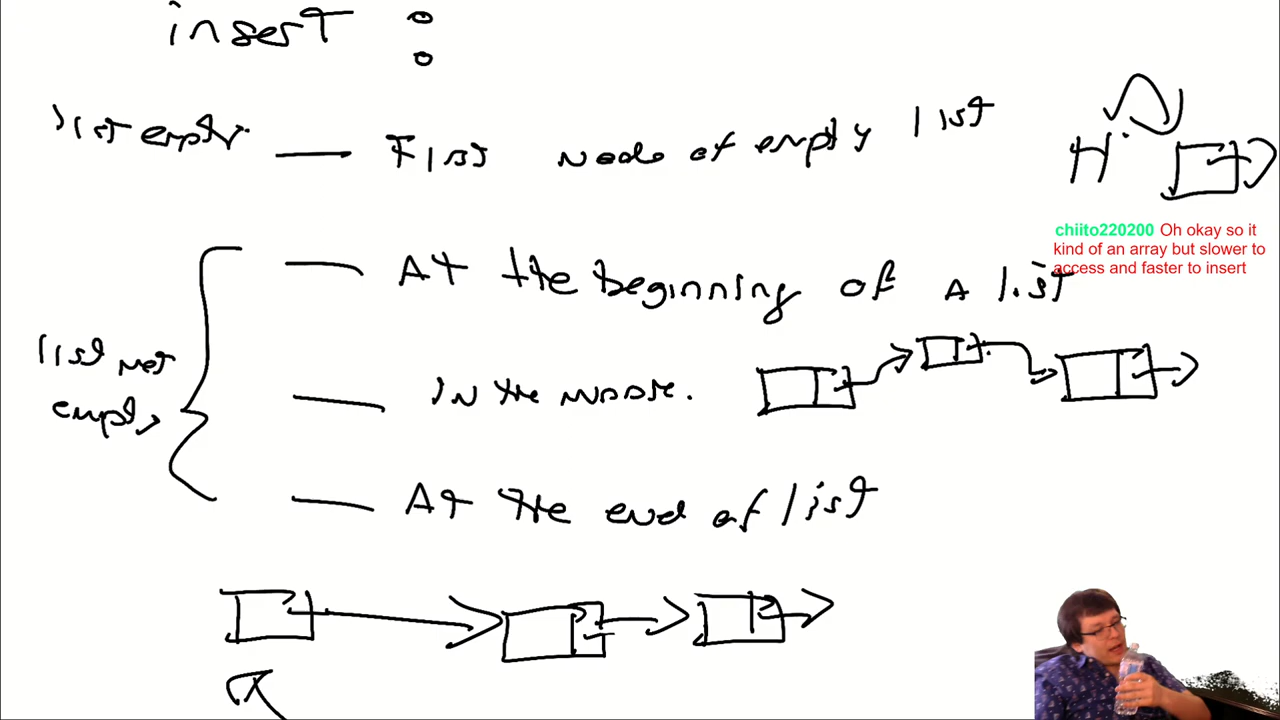 insert :
list empty — First Node of empty list
H
chiito220200 Oh okay so it
kind of an array but slower to
access and faster to insert
— At the beginning of A list
list not
empty
— in the middle.
— At the end of list